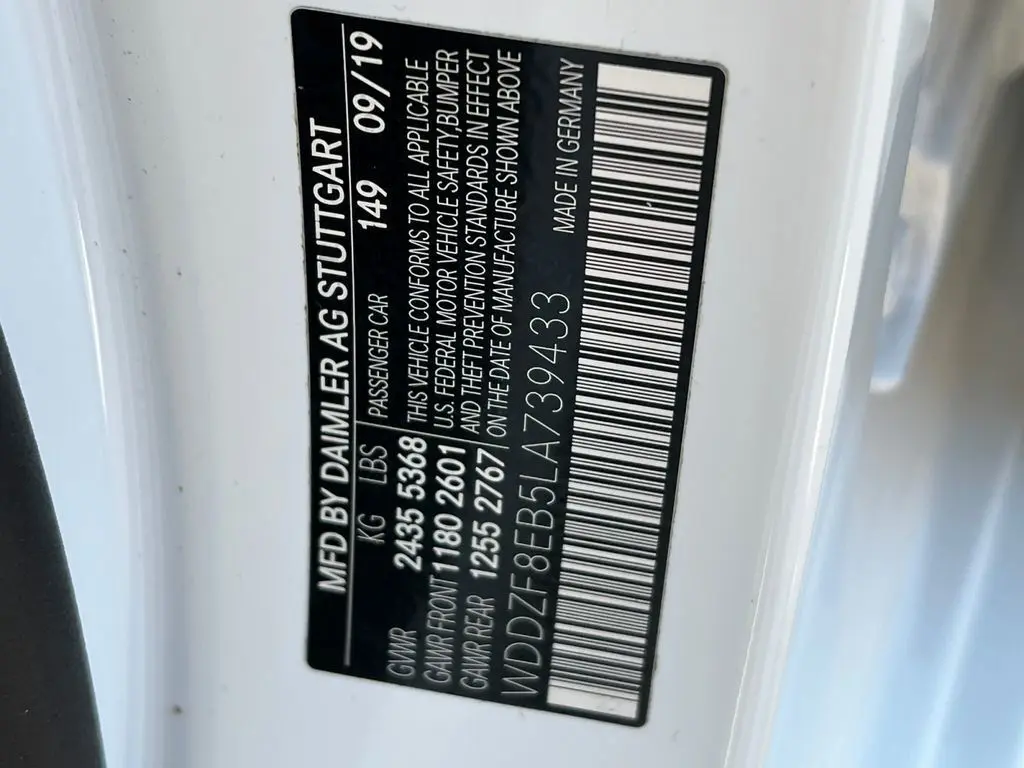 MFD BY DAIMLER AG STUTTGART
KG LBS PASSENGER CAR 149 09/19
GVWR 2435 5368 THIS VEHICLE CONFORMS TO ALL APPLICABLE
GAWR FRONT 1180 2601 U.S. FEDERAL MOTOR VEHICLE SAFETY, BUMPER
GAWR REAR 1255 2767 AND THEFT PREVENTION STANDARDS IN EFFECT
ON THE DATE OF MANUFACTURE SHOWN ABOVE
WDDZF8EB5LA739433 MADE IN GERMANY